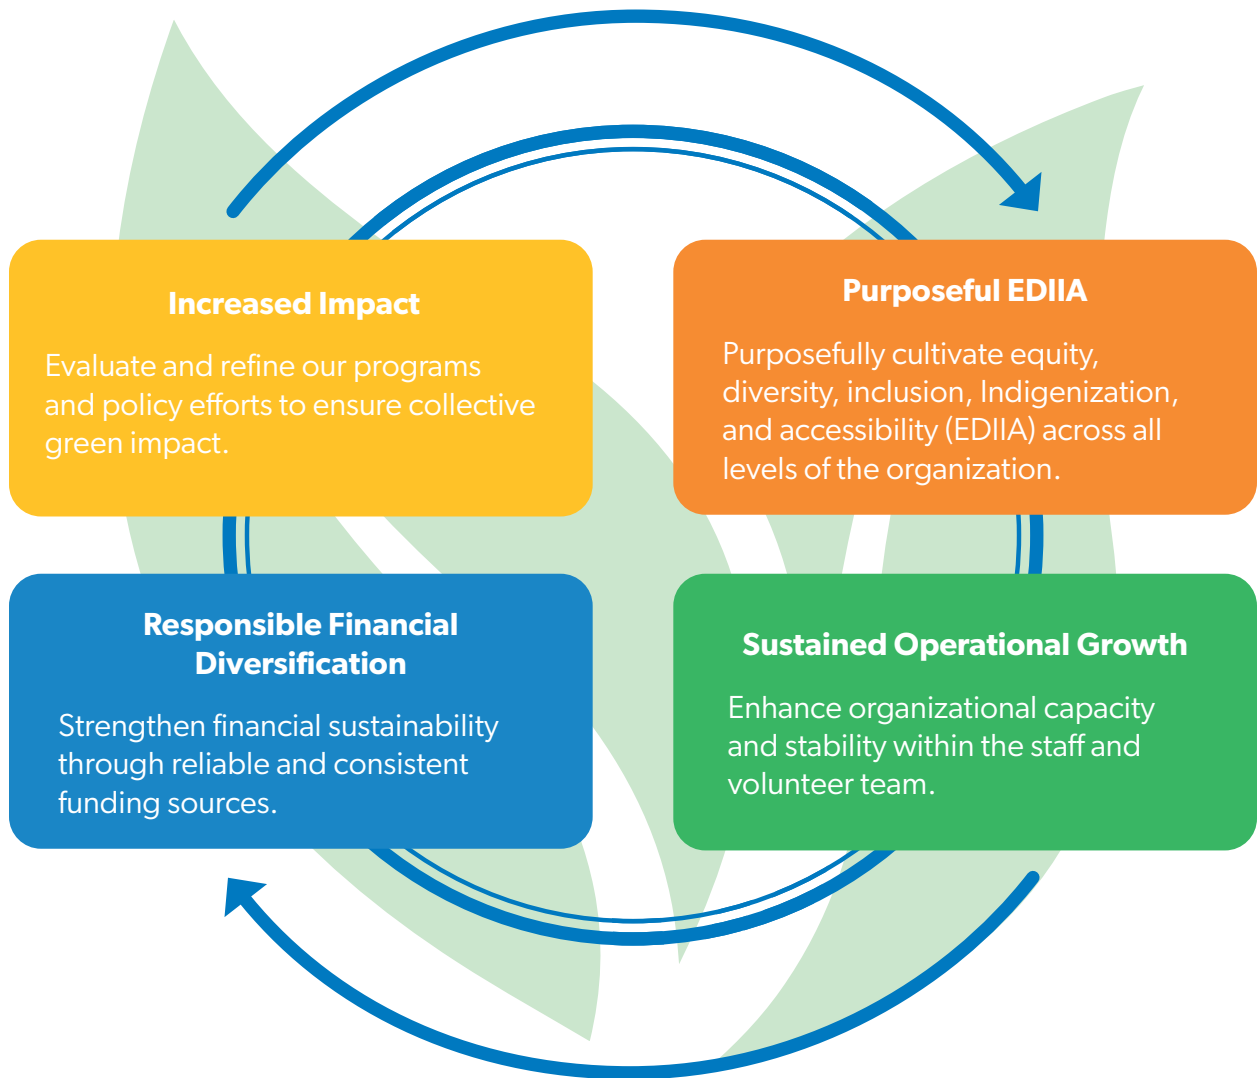 Increased Impact
Evaluate and refine our programs
and policy efforts to ensure collective
green impact.
Purposeful EDIIA
Purposefully cultivate equity,
diversity, inclusion, Indigenization,
and accessibility (EDIIA) across all
levels of the organization.
Responsible Financial
Diversification
Strengthen financial sustainability
through reliable and consistent
funding sources.
Sustained Operational Growth
Enhance organizational capacity
and stability within the staff and
volunteer team.